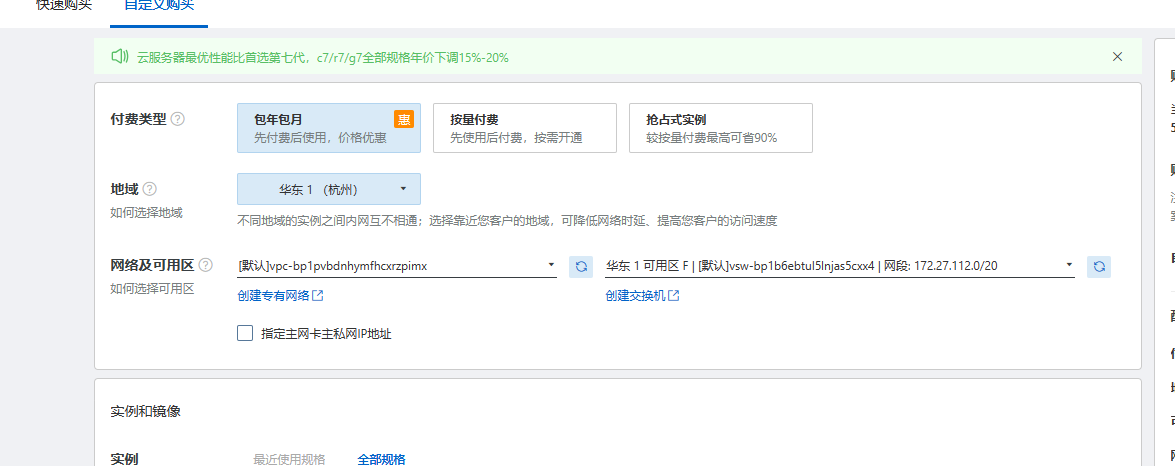 快速购买 自定义购买
云服务器最优性能比首选第七代，c7/r7/g7全部规格年价下调15%-20%
付费类型
包年包月 惠
先付费后使用，价格优惠
按量付费
先使用后付费，按需开通
抢占式实例
较按量付费最高可省90%
地域
如何选择地域
华东 1 （杭州）
不同地域的实例之间内网互不相通；选择靠近您客户的地域，可降低网络时延、提高您客户的访问速度
网络及可用区
如何选择可用区
[默认]vpc-bp1pvbdnhymfhcxrzpimx
华东 1 可用区 F | [默认]vsw-bp1b6ebtul5lnjas5cxx4 | 网段: 172.27.112.0/20
创建专有网络
创建交换机
指定主网卡主私网IP地址
实例和镜像
实例
最近使用规格 全部规格